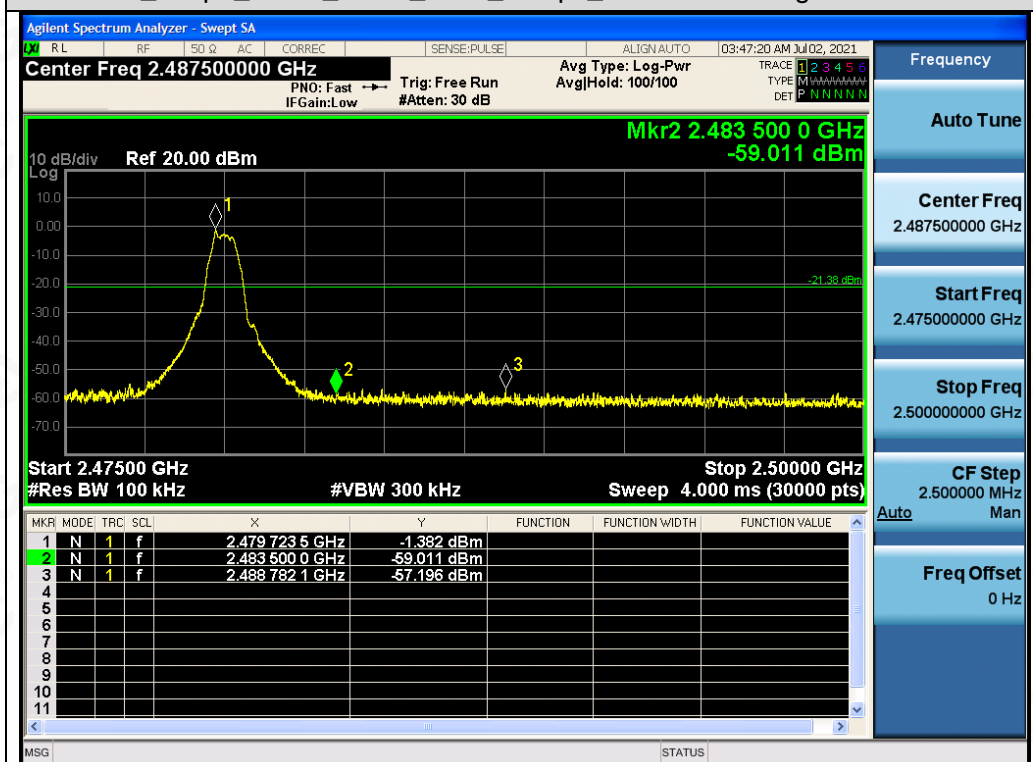 Agilent Spectrum Analyzer - Swept SA
LXI RL RF 50 Ω AC CORREC SENSE:PULSE ALIGNAUTO 03:47:20 AM Jul 02, 2021
Center Freq 2.487500000 GHz
PNO: Fast
IFGain:Low
Trig: Free Run
#Atten: 30 dB
Avg Type: Log-Pwr
Avg|Hold: 100/100
TRACE 1 2 3 4 5 6
TYPE MWWWWW
DET P N N N N N
Mkr2 2.483 500 0 GHz
-59.011 dBm
10 dB/div Ref 20.00 dBm
Log
10.0
0.00
-10.0
-20.0
-30.0
-40.0
-50.0
-60.0
-70.0
1
2
3
-21.38 dBm
Start 2.47500 GHz Stop 2.50000 GHz
#Res BW 100 kHz #VBW 300 kHz Sweep 4.000 ms (30000 pts)
MKR MODE TRC SCL X Y FUNCTION FUNCTION WIDTH FUNCTION VALUE
1 N 1 f 2.479 723 5 GHz -1.382 dBm
2 N 1 f 2.483 500 0 GHz -59.011 dBm
3 N 1 f 2.488 782 1 GHz -57.196 dBm
4
5
6
7
8
9
10
11
MSG STATUS
Frequency
Auto Tune
Center Freq
2.487500000 GHz
Start Freq
2.475000000 GHz
Stop Freq
2.500000000 GHz
CF Step
2.500000 MHz
Auto Man
Freq Offset
0 Hz